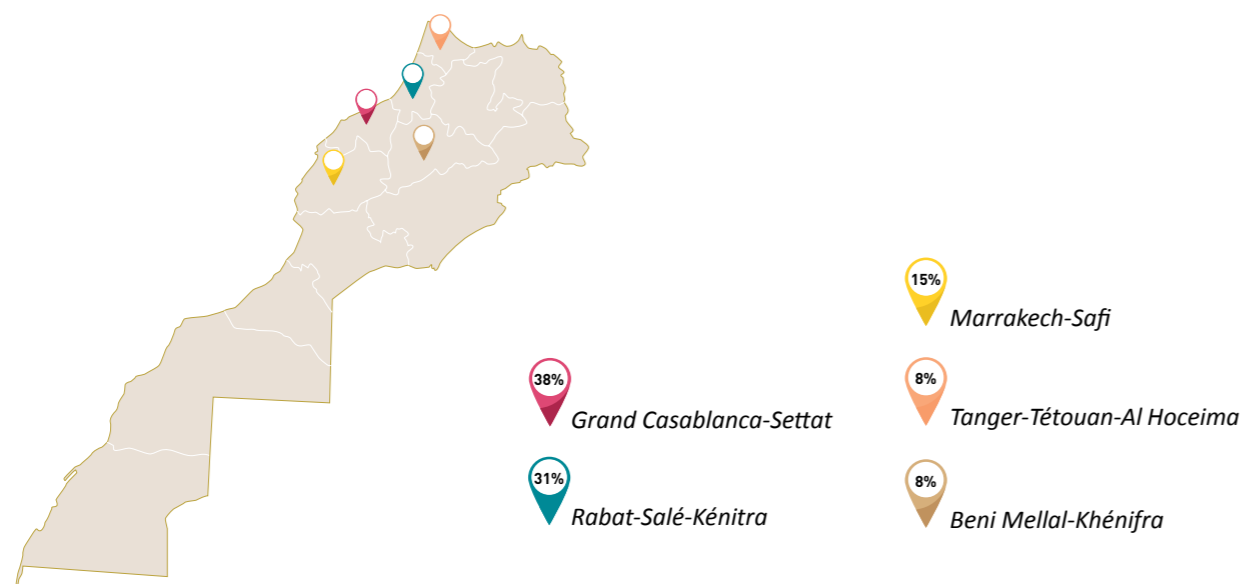 38%
Grand Casablanca-Settat
31%
Rabat-Salé-Kénitra
15%
Marrakech-Safi
8%
Tanger-Tétouan-Al Hoceima
8%
Beni Mellal-Khénifra